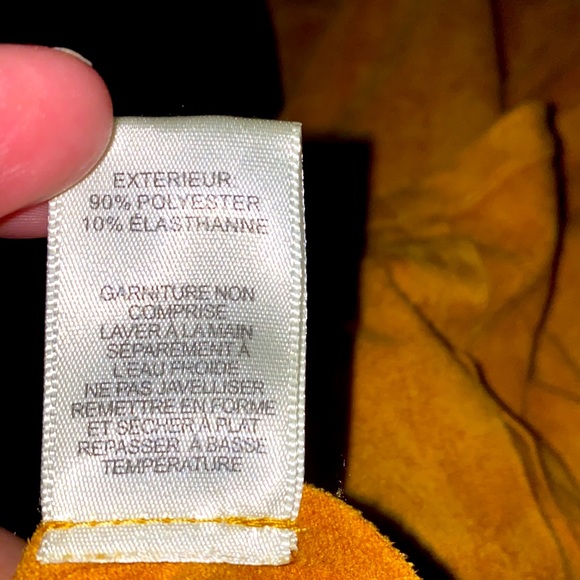 EXTERIEUR
90% POLYESTER
10% ÉLASTHANNE
GARNITURE NON
COMPRISE
LAVER À LA MAIN
SÉPARÉMENT À
L'EAU FROIDE
NE PAS JAVELLISER
REMETTRE EN FORME
ET SÉCHER À PLAT
REPASSER À BASSE
TEMPÉRATURE